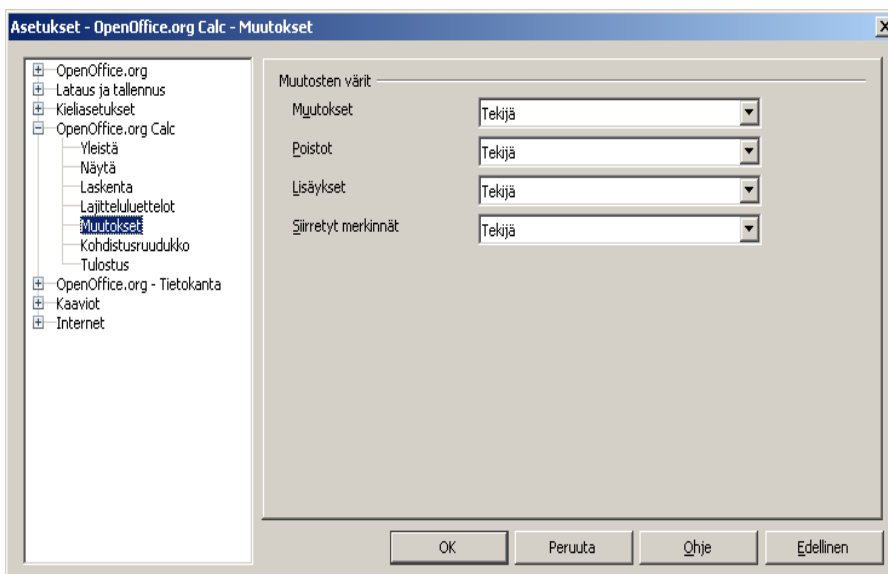 Asetukset - OpenOffice.org Calc - Muutokset
OpenOffice.org
Lataus ja tallennus
Kieliasetukset
OpenOffice.org Calc
Yleistä
Näytä
Laskenta
Lajitteluluettelot
Muutokset
Kohdistusruudukko
Tulostus
OpenOffice.org - Tietokanta
Kaaviot
Internet
Muutosten värit
Muutokset Tekijä
Poistot Tekijä
Lisäykset Tekijä
Siirretyt merkinnät Tekijä
OK Peruuta Ohje Edellinen